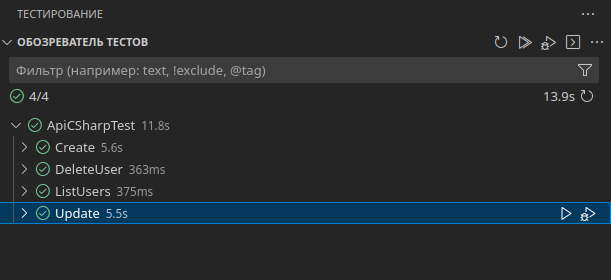 ТЕСТИРОВАНИЕ
ОБОЗРЕВАТЕЛЬ ТЕСТОВ
Фильтр (например: text, !exclude, @tag)
4/4 13.9s
ApiCSharpTest 11.8s
Create 5.6s
DeleteUser 363ms
ListUsers 375ms
Update 5.5s